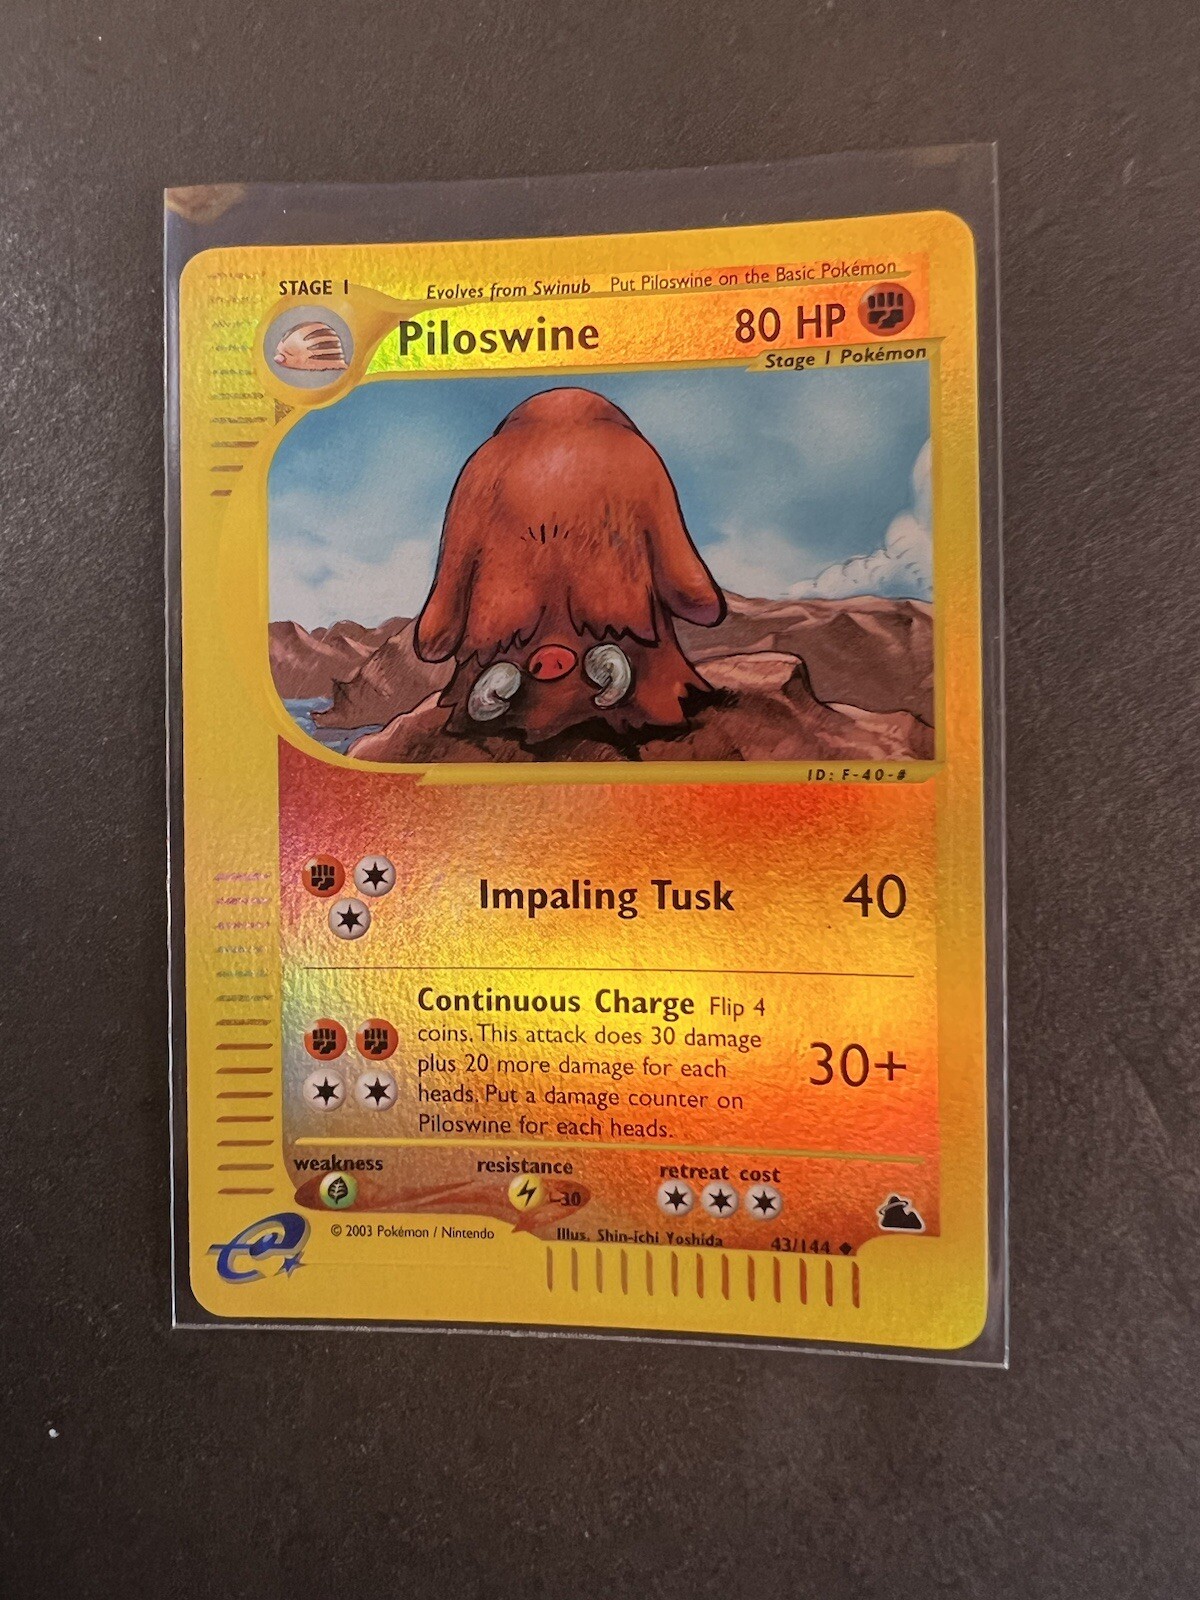 STAGE 1
Evolves from Swinub Put Piloswine on the Basic Pokémon
Piloswine 80 HP
Stage 1 Pokémon
ID: F-40-#
Impaling Tusk 40
Continuous Charge Flip 4
coins. This attack does 30 damage
plus 20 more damage for each
heads. Put a damage counter on
Piloswine for each heads.
30+
weakness resistance retreat cost
-30
© 2003 Pokémon / Nintendo
Illus. Shin-ichi Yoshida 43/144
e